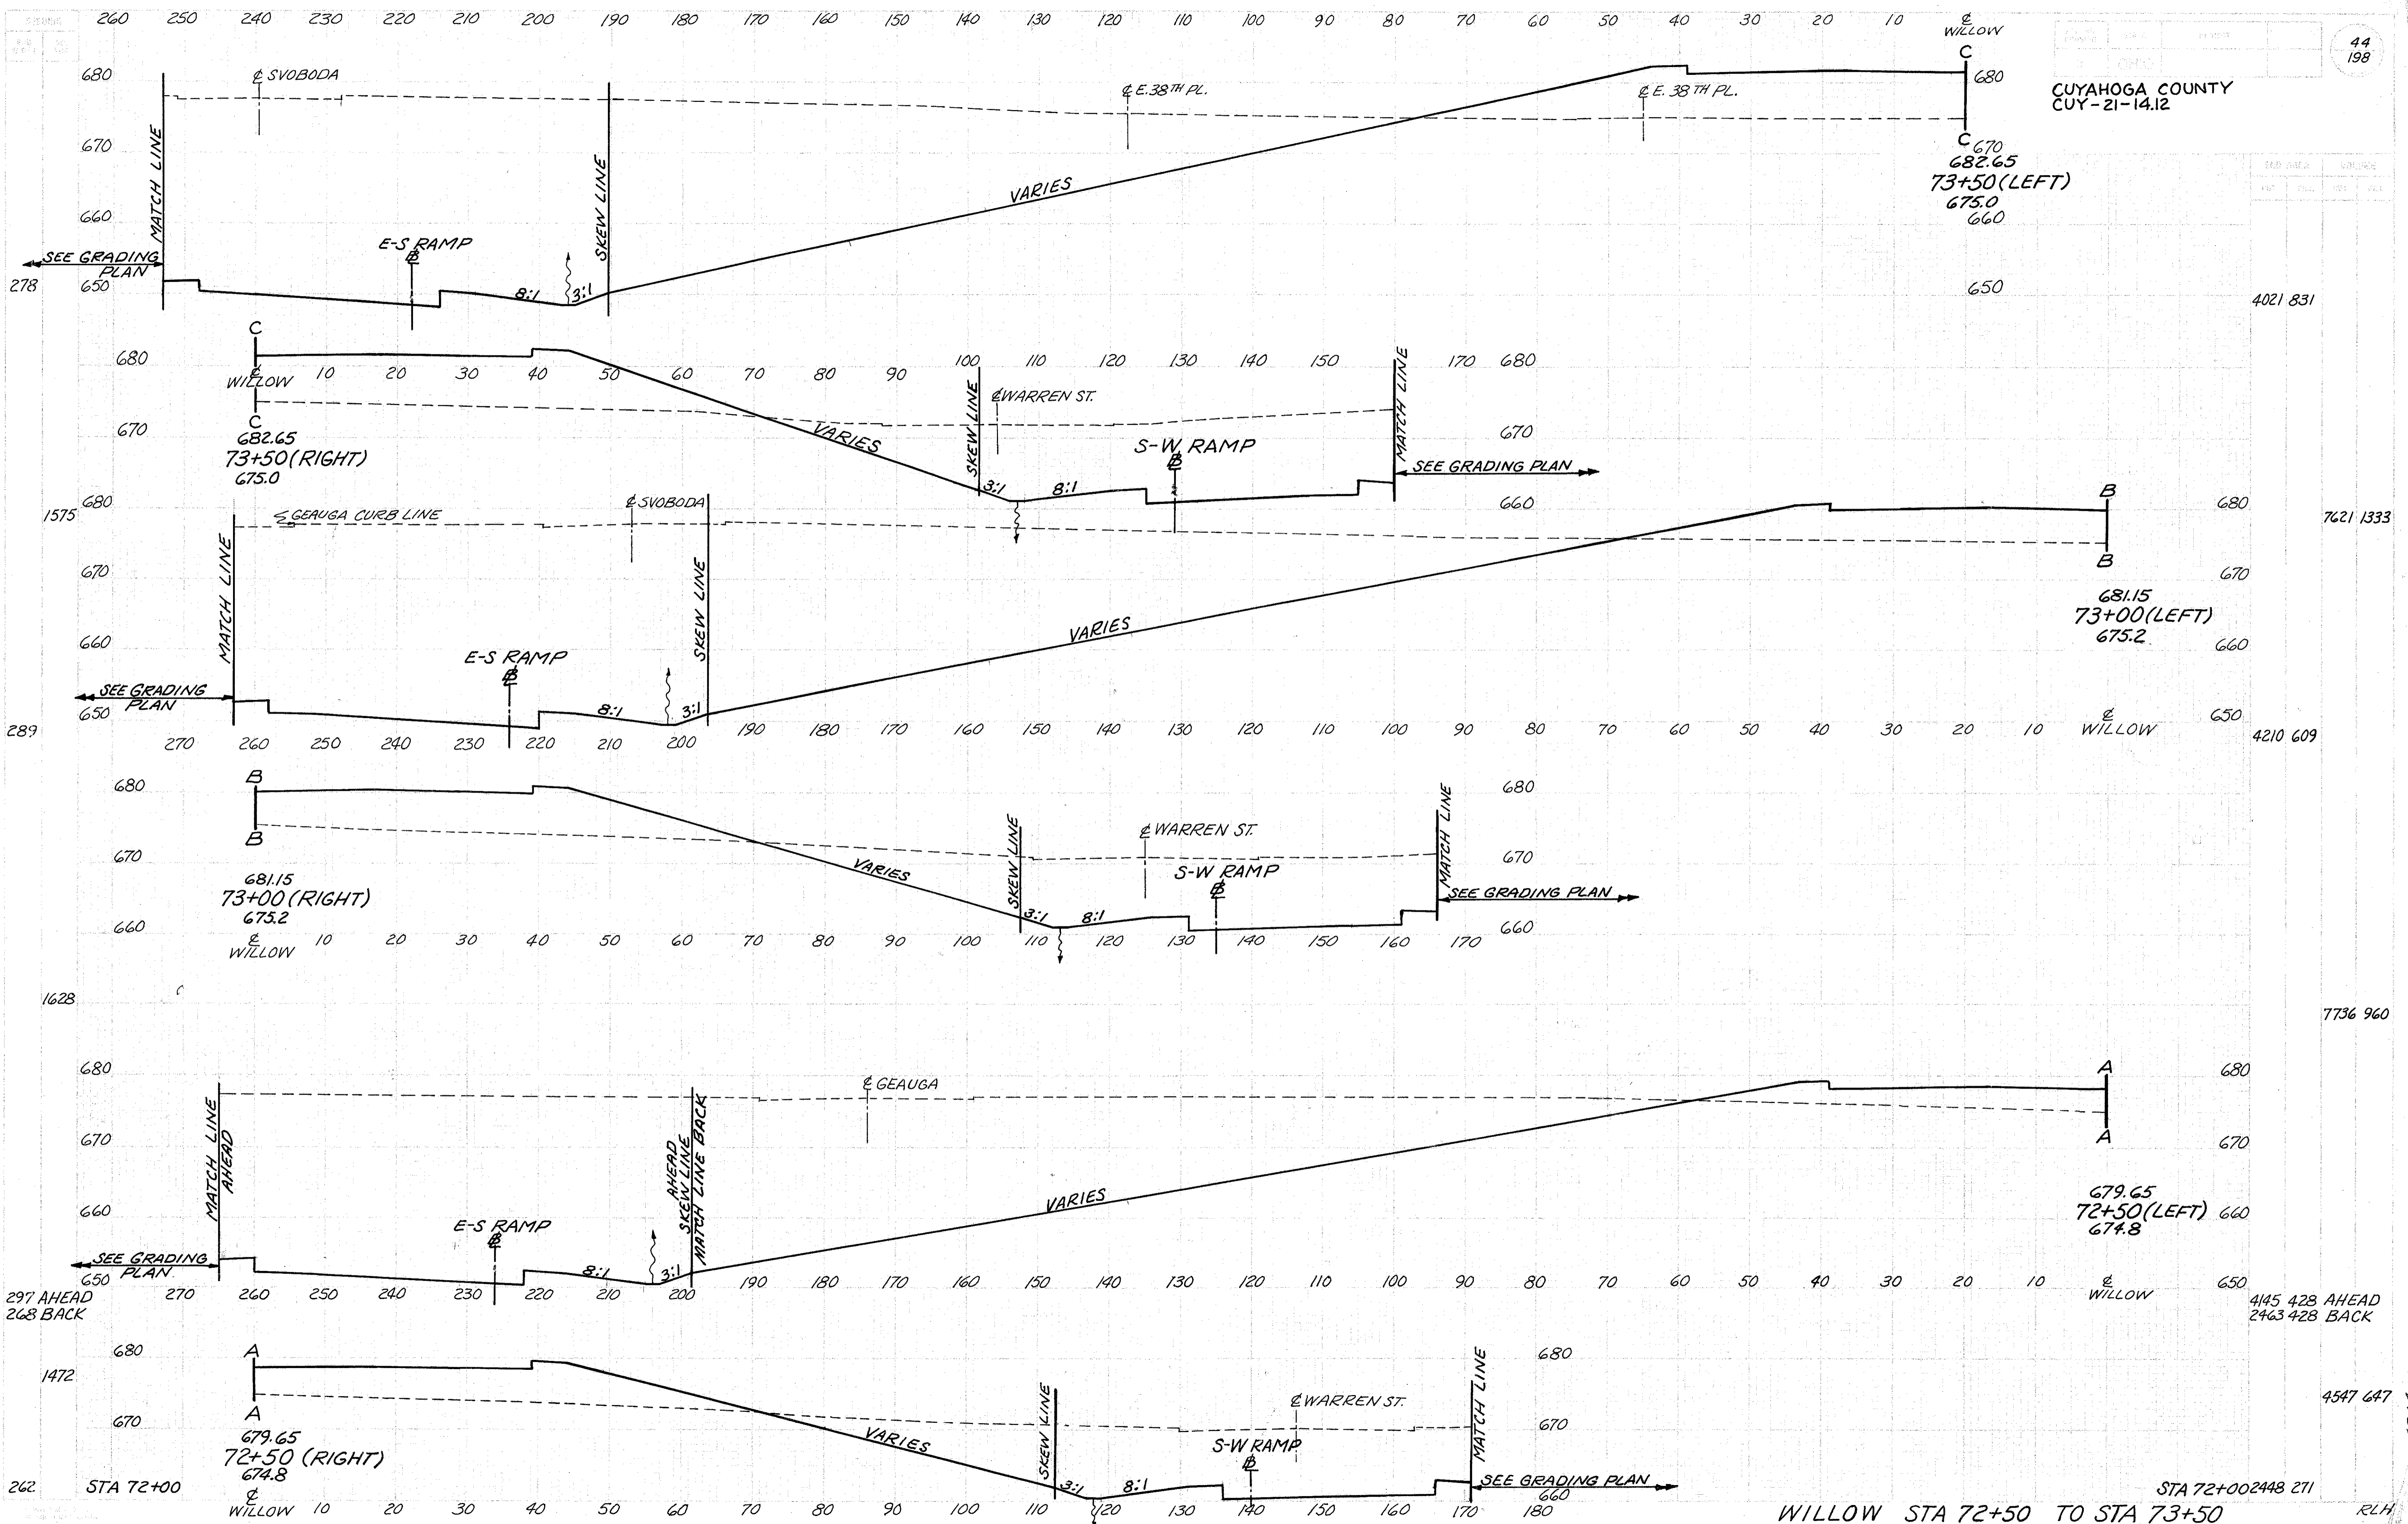 260 250 240 230 220 210 200 190 180 170 160 150 140 130 120 110 100 90 80 70 60 50 40 30 20 10 ℄ WILLOW
44
198
CUYAHOGA COUNTY
CUY-21-14.12
C
680 ℄ SVOBODA ℄ E.38TH PL. ℄ E. 38TH PL. 680
MATCH LINE
670 SKEW LINE C 670
682.65
73+50 (LEFT)
675.0
VARIES
660 660
E-S RAMP
SEE GRADING
PLAN
278 650 8:1 3:1 650 4021 831
C
680 100 110 120 130 140 150 170 680
℄
WILLOW 10 20 30 40 50 60 70 80 90
℄ WARREN ST.
SKEW LINE
MATCH LINE
C
670 VARIES 670
682.65
73+50 (RIGHT)
675.0
S-W RAMP
SEE GRADING PLAN
3:1 8:1
660
1575 680 GEAUGA CURB LINE ℄ SVOBODA B 680 7621 1333
MATCH LINE
SKEW LINE
670 B 670
681.15
73+00 (LEFT)
675.2
VARIES
660 660
E-S RAMP
SEE GRADING
PLAN
650 8:1 3:1 650
289 270 260 250 240 230 220 210 200 190 180 170 160 150 140 130 120 110 100 90 80 70 60 50 40 30 20 10 ℄ WILLOW 4210 609
B
680 680
B
SKEW LINE
℄ WARREN ST.
MATCH LINE
670 VARIES 670
S-W RAMP
681.15
73+00 (RIGHT)
675.2
SEE GRADING PLAN
3:1 8:1
660 660
℄
WILLOW 10 20 30 40 50 60 70 80 90 100 110 120 130 140 150 160 170
1628 7736 960
680 ℄ GEAUGA A 680
MATCH LINE
AHEAD
AHEAD
SKEW LINE
MATCH LINE BACK
670 A 670
679.65
72+50 (LEFT)
674.8
VARIES
660 660
E-S RAMP
SEE GRADING
PLAN
650 8:1 3:1 650
270 260 250 240 230 220 210 200 190 180 170 160 150 140 130 120 110 100 90 80 70 60 50 40 30 20 10 ℄ WILLOW
297 AHEAD
268 BACK
4145 428 AHEAD
2463 428 BACK
A
680 680
1472 4547 647
A
SKEW LINE
℄ WARREN ST.
MATCH LINE
670 VARIES 670
679.65
72+50 (RIGHT)
674.8
S-W RAMP
SEE GRADING PLAN
3:1 8:1
660
262 STA 72+00 STA 72+00 2448 271
℄
WILLOW 10 20 30 40 50 60 70 80 90 100 110 120 130 140 150 160 170 180
WILLOW STA 72+50 TO STA 73+50
RLH